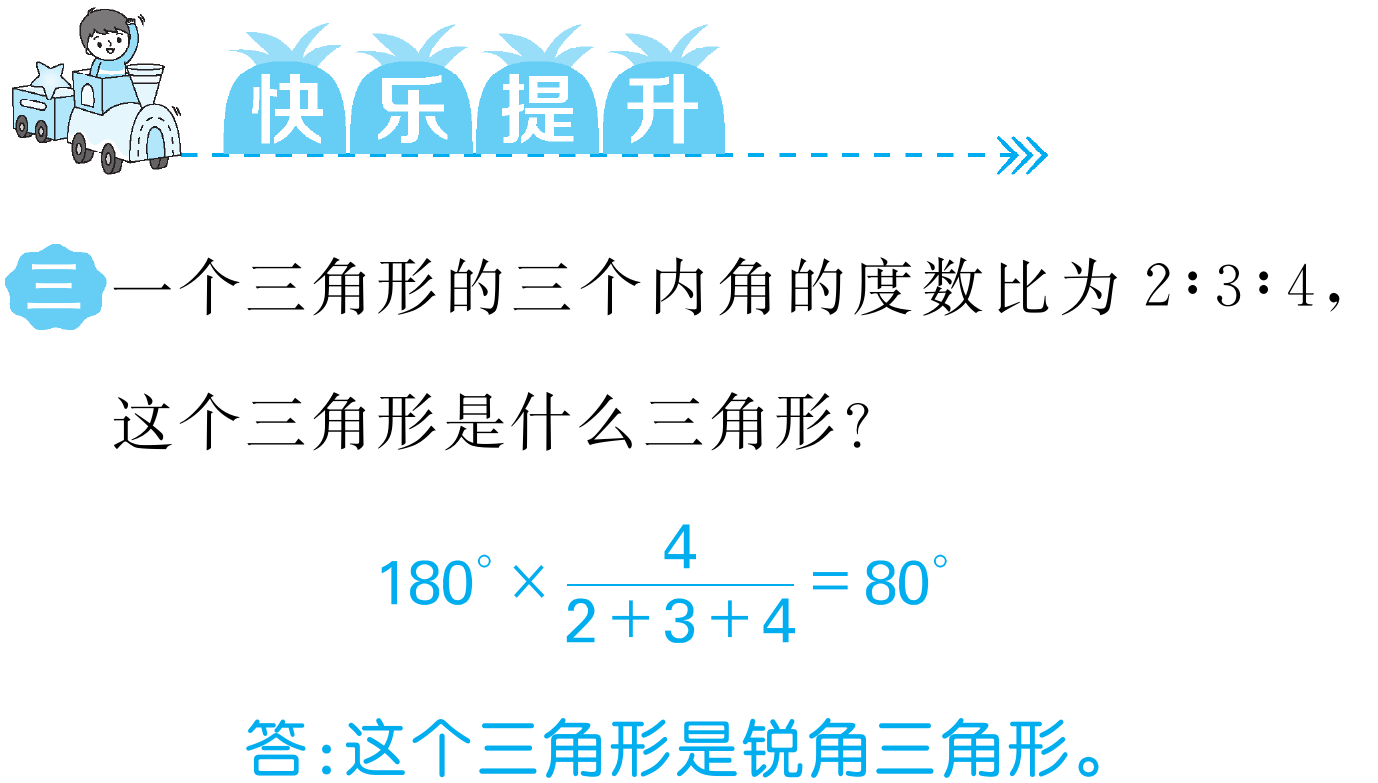 快乐提升
三 一个三角形的三个内角的度数比为 2∶3∶4,
这个三角形是什么三角形?
180°×4/(2+3+4)=80°
答:这个三角形是锐角三角形。